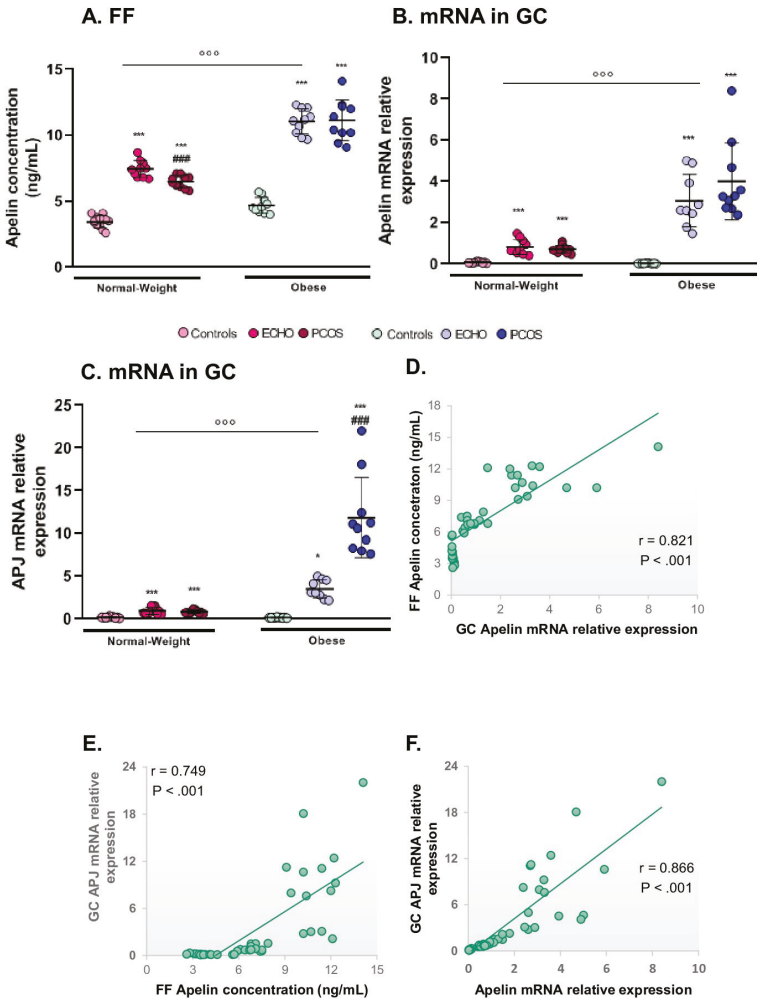 A. FF
Apelin concentration
(ng/mL)
15
10
5
0
°°°
***
***
###
***
***
Normal-Weight
Obese
B. mRNA in GC
Apelin mRNA relative
expression
10
8
6
4
2
0
°°°
***
***
***
***
Normal-Weight
Obese
Controls ECHO PCOS Controls ECHO PCOS
C. mRNA in GC
APJ mRNA relative
expression
25
20
15
10
5
0
°°°
***
***
*
***
###
Normal-Weight
Obese
D.
FF Apelin concetraton (ng/mL)
18
15
12
9
6
3
0
r = 0.821
P < .001
0 2 4 6 8 10
GC Apelin mRNA relative expression
E.
GC APJ mRNA relative
expression
24
18
12
6
0
r = 0.749
P < .001
0 3 6 9 12 15
FF Apelin concentration (ng/mL)
F.
GC APJ mRNA relative
expression
24
18
12
6
0
r = 0.866
P < .001
0 2 4 6 8 10
Apelin mRNA relative expression